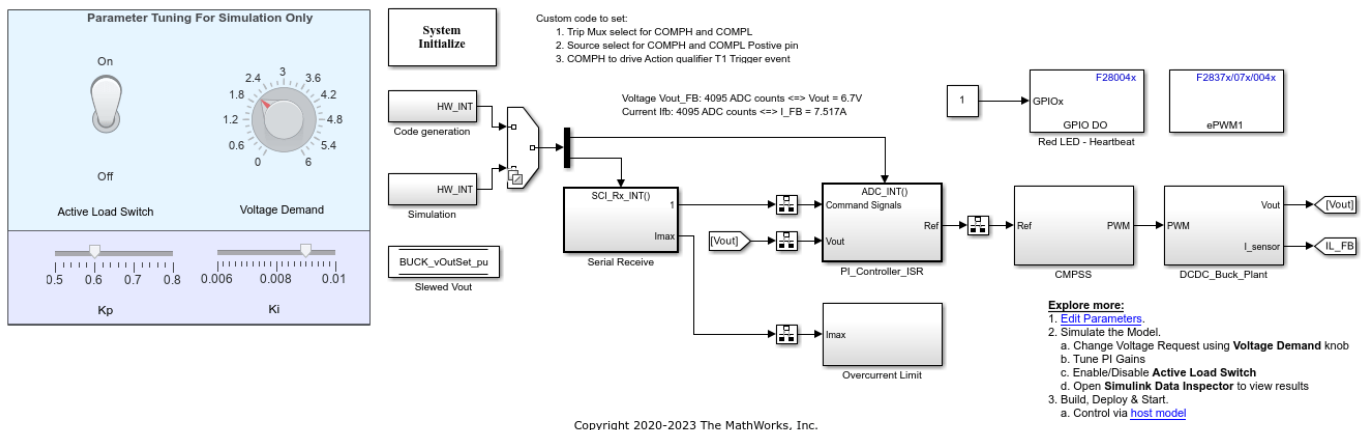 Parameter Tuning For Simulation Only
On
Off
Active Load Switch
0
0.6
1.2
1.8
2.4
3
3.6
4.2
4.8
5.4
6
Voltage Demand
0.5 0.6 0.7 0.8
Kp
0.006 0.008 0.01
Ki
System
Initialize
HW_INT
Code generation
HW_INT
Simulation
BUCK_vOutSet_pu
Slewed Vout
Custom code to set:
1. Trip Mux select for COMPH and COMPL
2. Source select for COMPH and COMPL Postive pin
3. COMPH to drive Action qualifier T1 Trigger event
Voltage Vout_FB: 4095 ADC counts <=> Vout = 6.7V
Current Ifb: 4095 ADC counts <=> I_FB = 7.517A
SCI_Rx_INT()
1
Imax
Serial Receive
[Vout]
ADC_INT()
Command Signals
Vout
Ref
PI_Controller_ISR
Imax
Overcurrent Limit
1
F28004x
GPIOx
GPIO DO
Red LED - Heartbeat
F2837x/07x/004x
ePWM1
Ref
PWM
CMPSS
PWM
Vout
I_sensor
DCDC_Buck_Plant
[Vout]
IL_FB
Explore more:
1. Edit Parameters.
2. Simulate the Model.
a. Change Voltage Request using Voltage Demand knob
b. Tune PI Gains
c. Enable/Disable Active Load Switch
d. Open Simulink Data Inspector to view results
3. Build, Deploy & Start.
a. Control via host model
Copyright 2020-2023 The MathWorks, Inc.